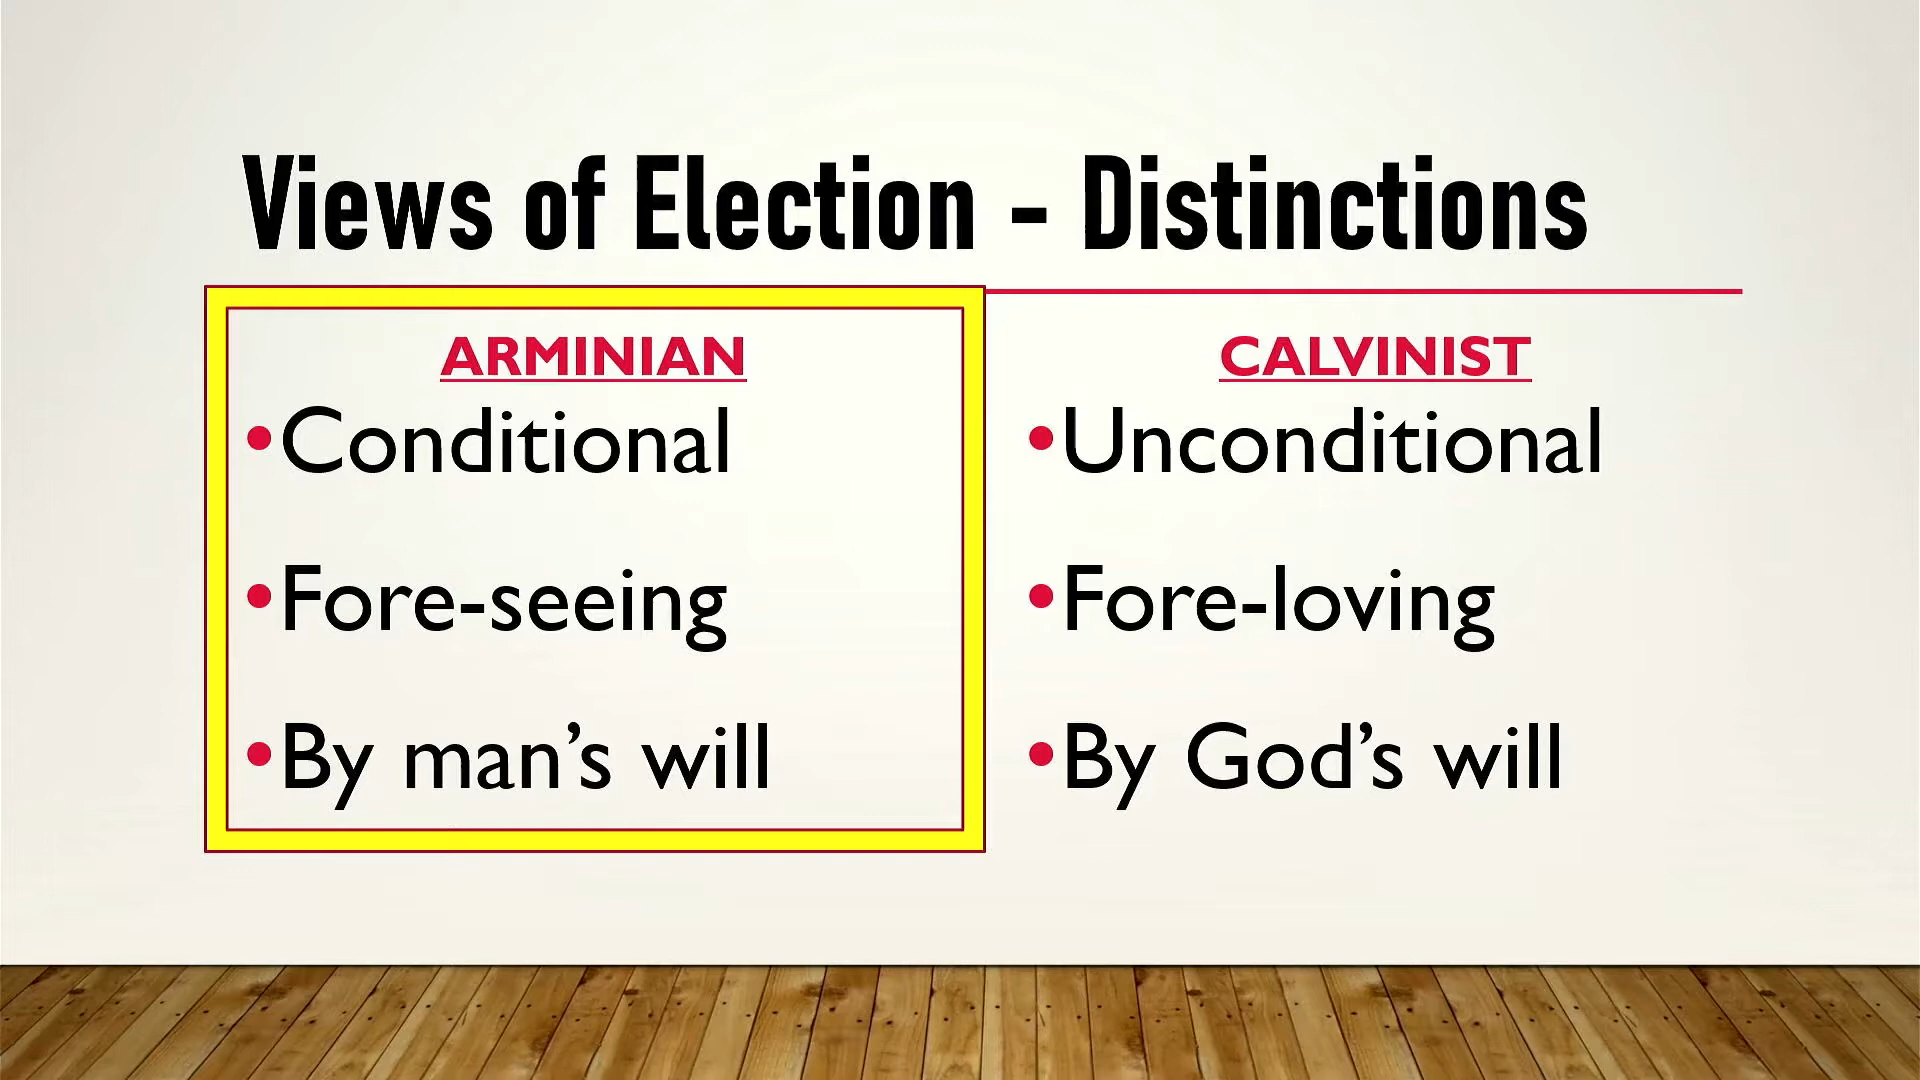 Views of Election - Distinctions
ARMINIAN
•Conditional
•Fore-seeing
•By man’s will
CALVINIST
•Unconditional
•Fore-loving
•By God’s will